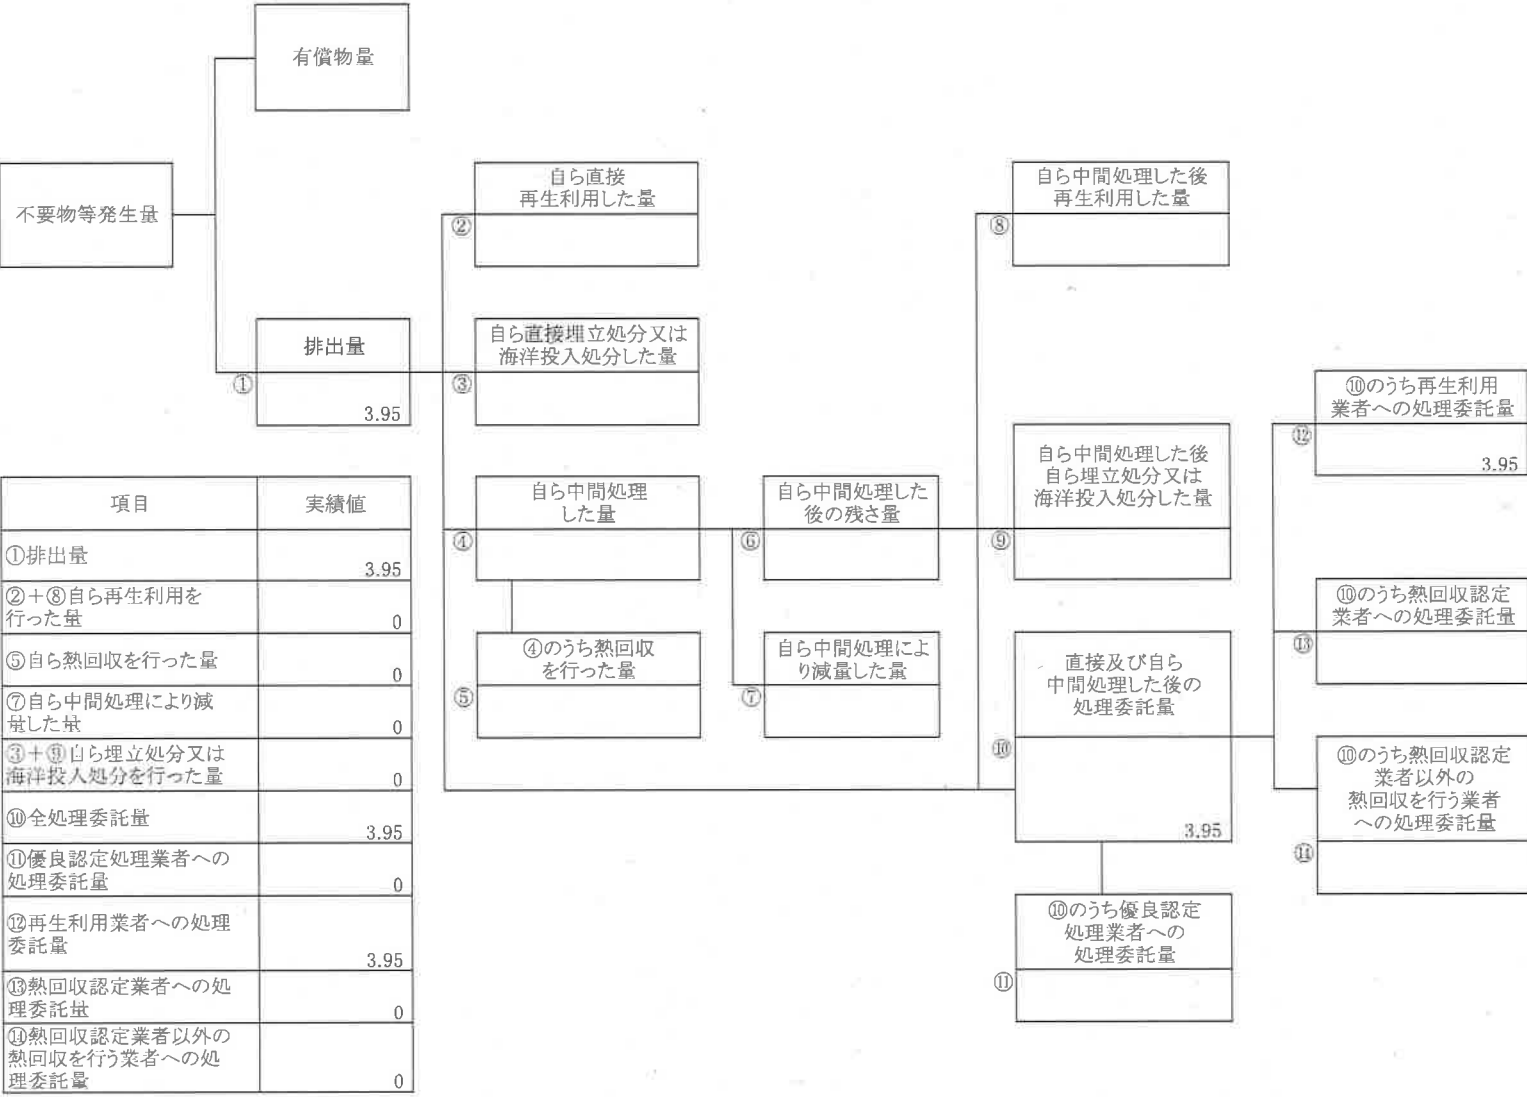 有償物量
不要物等発生量
排出量
①
3.95
自ら直接
再生利用した量
②
自ら直接埋立処分又は
海洋投入処分した量
③
自ら中間処理
した量
④
④のうち熱回収
を行った量
⑤
自ら中間処理した
後の残さ量
⑥
自ら中間処理によ
り減量した量
⑦
自ら中間処理した後
再生利用した量
⑧
自ら中間処理した後
自ら埋立処分又は
海洋投入処分した量
⑨
直接及び自ら
中間処理した後の
処理委託量
⑩
3.95
⑩のうち優良認定
処理業者への
処理委託量
⑪
⑩のうち再生利用
業者への処理委託量
⑫
3.95
⑩のうち熱回収認定
業者への処理委託量
⑬
⑩のうち熱回収認定
業者以外の
熱回収を行う業者
への処理委託量
⑭
項目 実績値
①排出量
3.95
②+⑧自ら再生利用を
行った量
0
⑤自ら熱回収を行った量
0
⑦自ら中間処理により減
量した量
0
③+⑨自ら埋立処分又は
海洋投入処分を行った量
0
⑩全処理委託量
3.95
⑪優良認定処理業者への
処理委託量
0
⑫再生利用業者への処理
委託量
3.95
⑬熱回収認定業者への処
理委託量
0
⑭熱回収認定業者以外の
熱回収を行う業者への処
理委託量
0